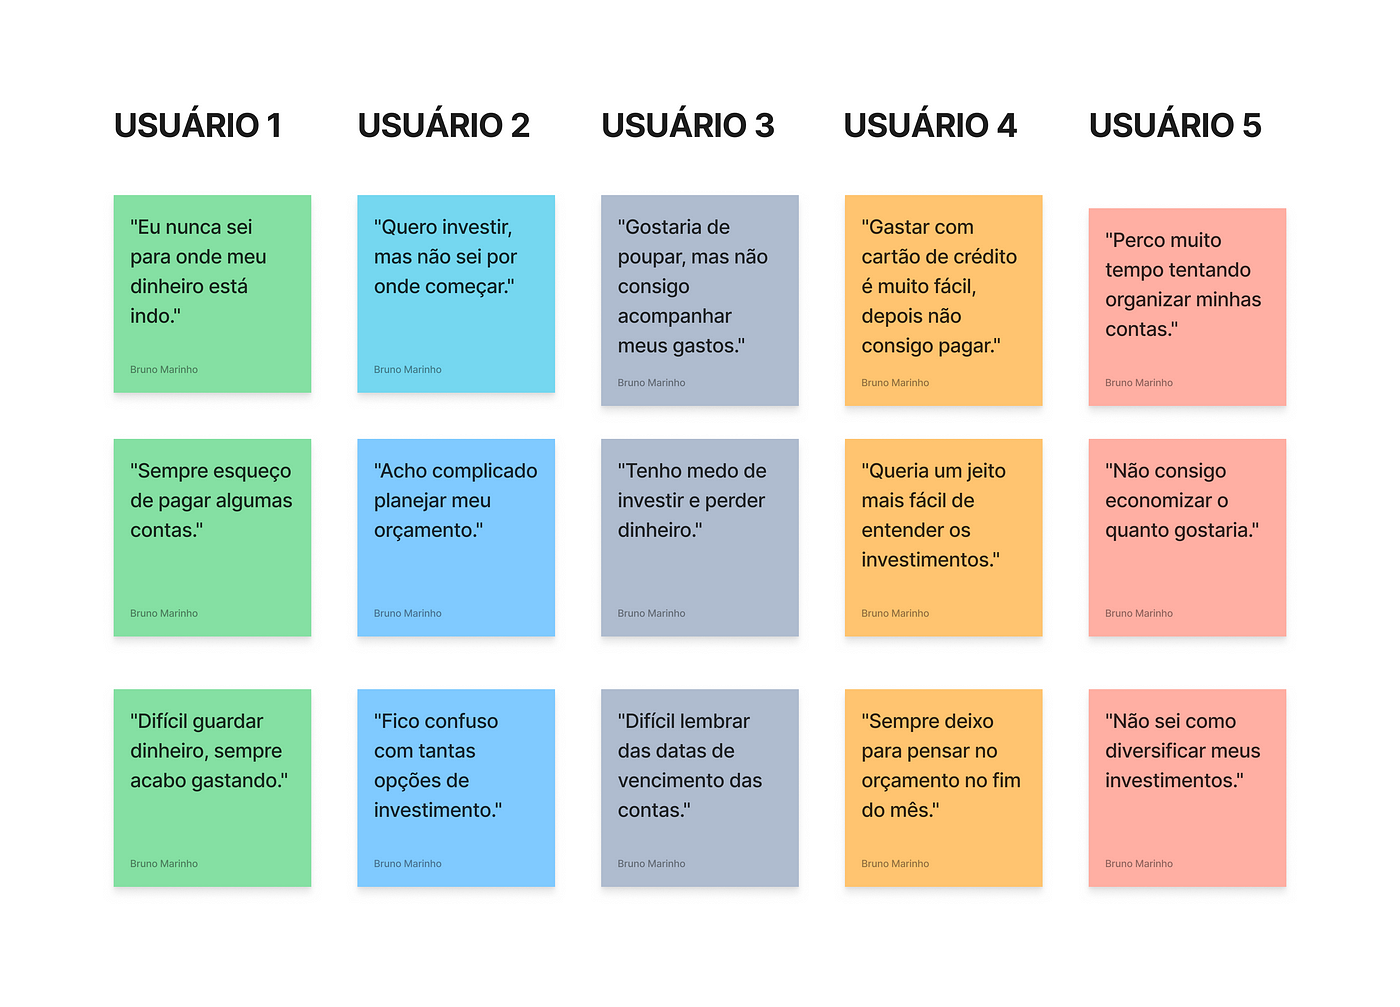 USUÁRIO 1
USUÁRIO 2
USUÁRIO 3
USUÁRIO 4
USUÁRIO 5
"Eu nunca sei
para onde meu
dinheiro está
indo."
Bruno Marinho
"Quero investir,
mas não sei por
onde começar."
Bruno Marinho
"Gostaria de
poupar, mas não
consigo
acompanhar
meus gastos."
Bruno Marinho
"Gastar com
cartão de crédito
é muito fácil,
depois não
consigo pagar."
Bruno Marinho
"Perco muito
tempo tentando
organizar minhas
contas."
Bruno Marinho
"Sempre esqueço
de pagar algumas
contas."
Bruno Marinho
"Acho complicado
planejar meu
orçamento."
Bruno Marinho
"Tenho medo de
investir e perder
dinheiro."
Bruno Marinho
"Queria um jeito
mais fácil de
entender os
investimentos."
Bruno Marinho
"Não consigo
economizar o
quanto gostaria."
Bruno Marinho
"Difícil guardar
dinheiro, sempre
acabo gastando."
Bruno Marinho
"Fico confuso
com tantas
opções de
investimento."
Bruno Marinho
"Difícil lembrar
das datas de
vencimento das
contas."
Bruno Marinho
"Sempre deixo
para pensar no
orçamento no fim
do mês."
Bruno Marinho
"Não sei como
diversificar meus
investimentos."
Bruno Marinho